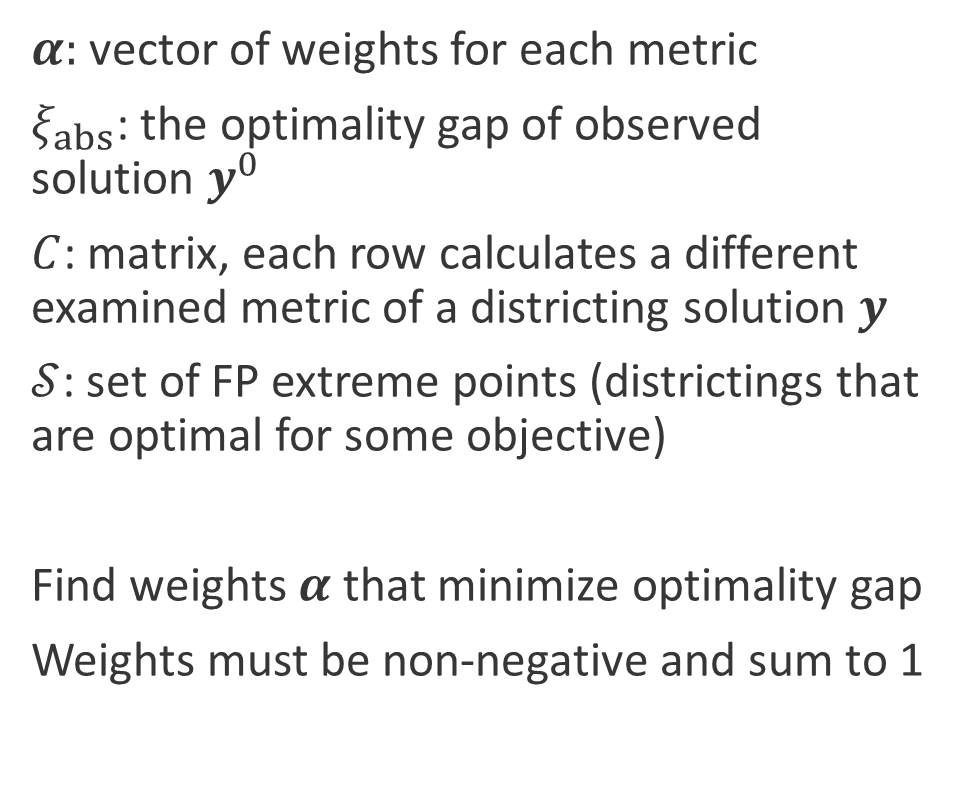 𝜶: vector of weights for each metric
ξabs: the optimality gap of observed
solution 𝒚⁰
𝐶: matrix, each row calculates a different
examined metric of a districting solution 𝒚
𝒮: set of FP extreme points (districtings that
are optimal for some objective)
Find weights 𝜶 that minimize optimality gap
Weights must be non-negative and sum to 1